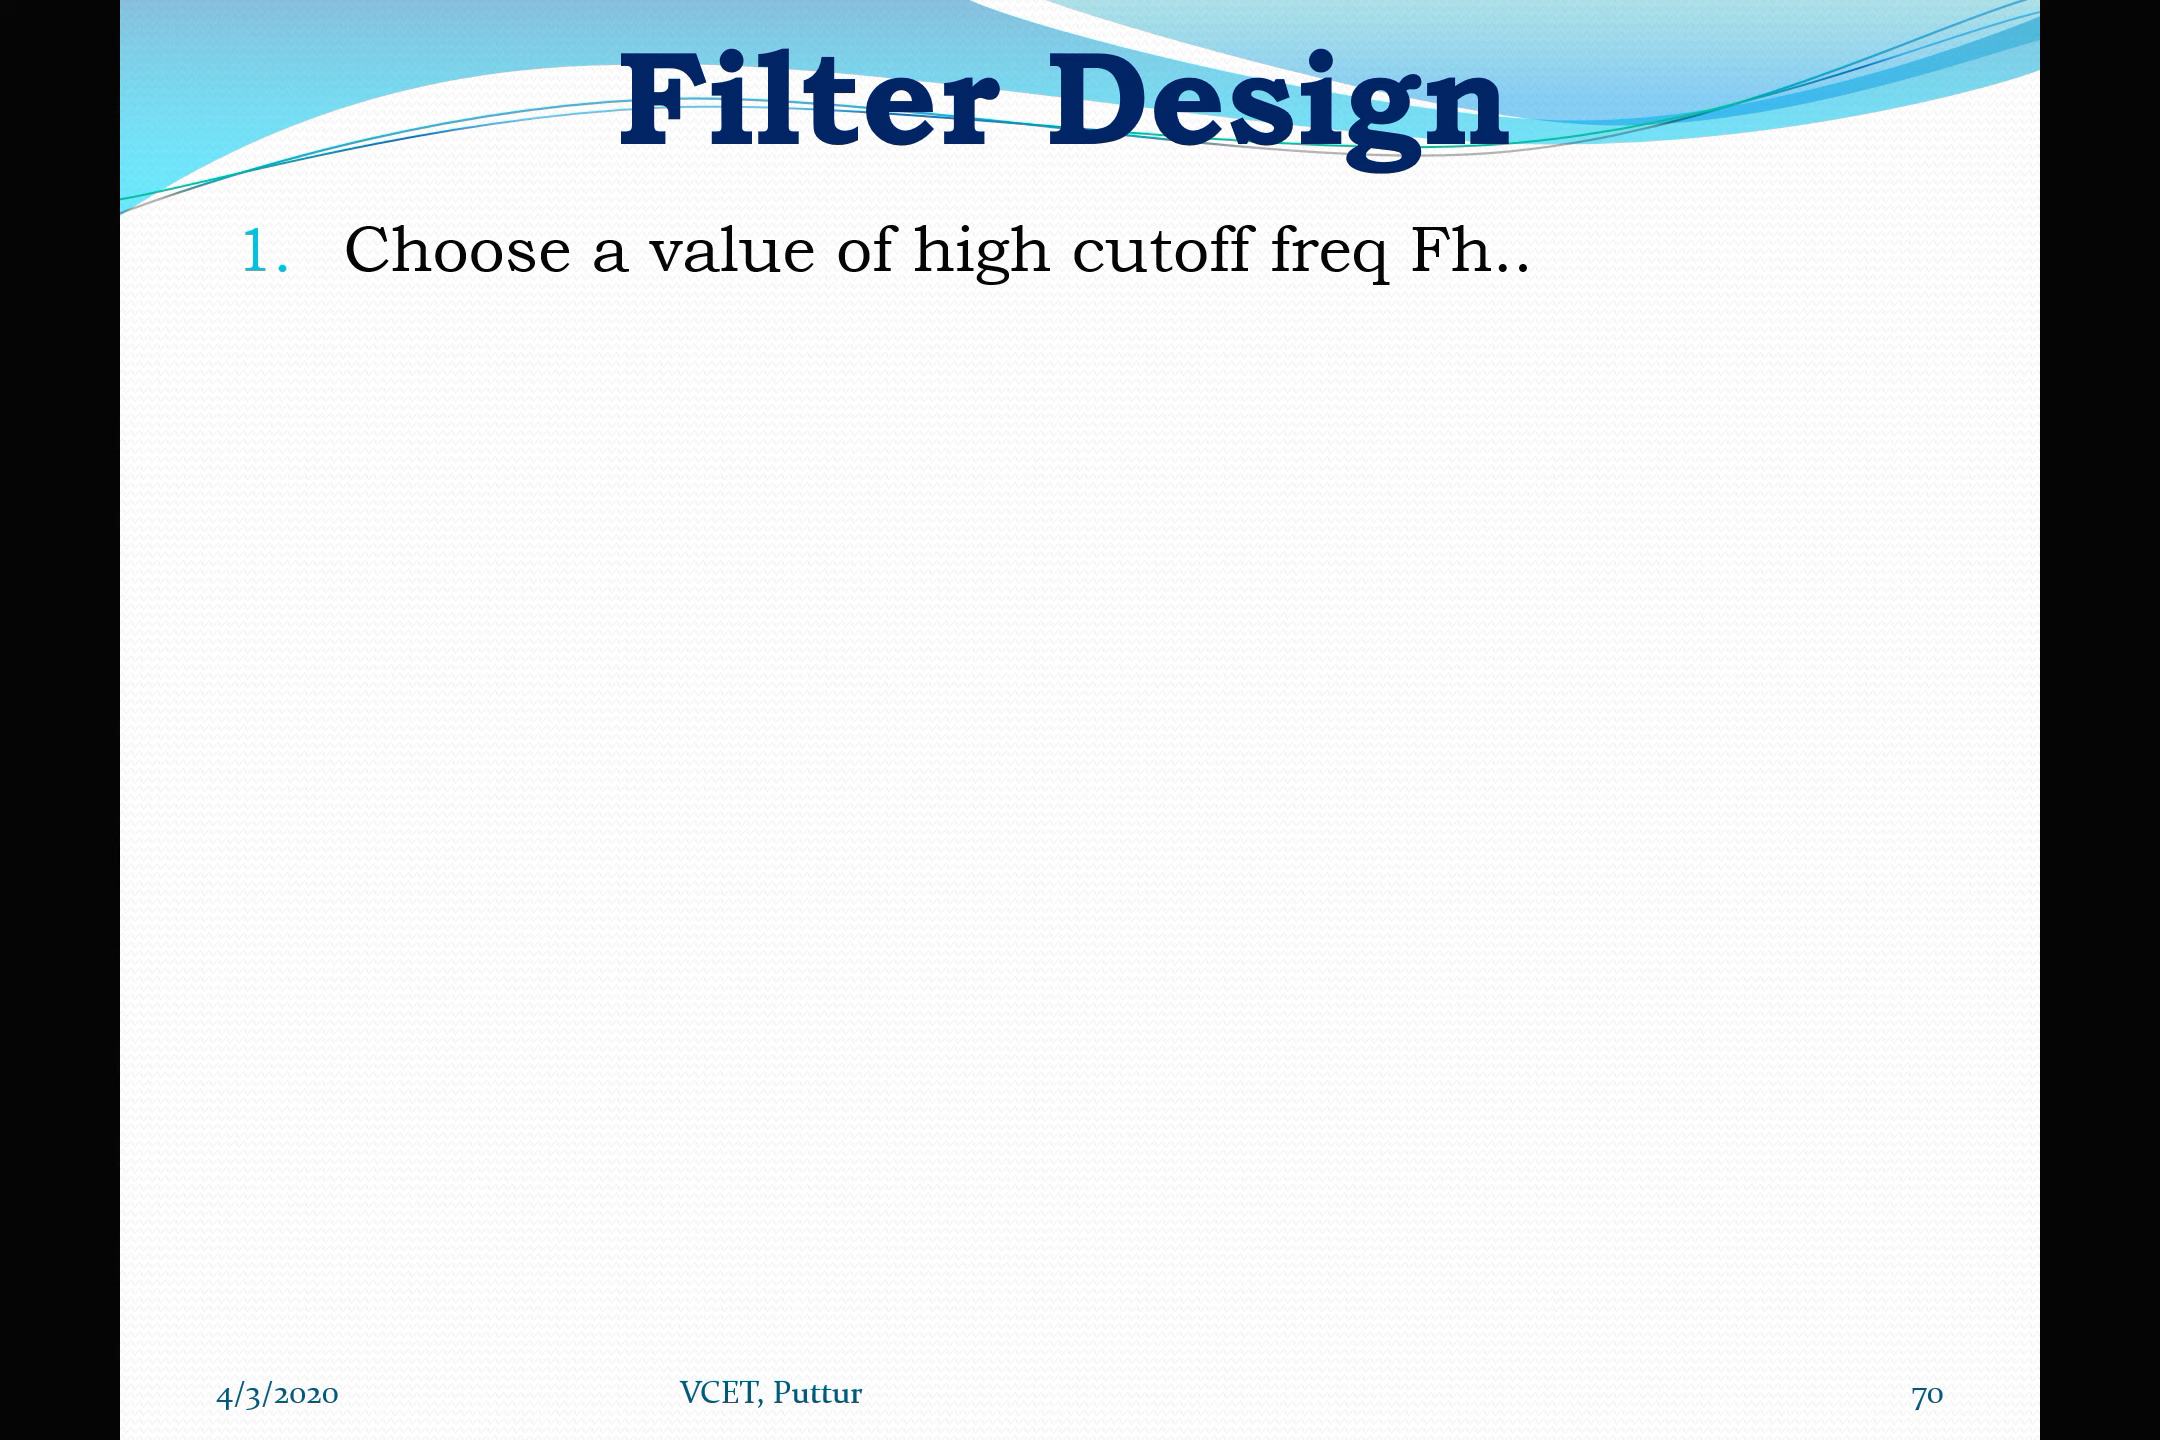 Filter Design
1. Choose a value of high cutoff freq Fh..
4/3/2020 VCET, Puttur 70